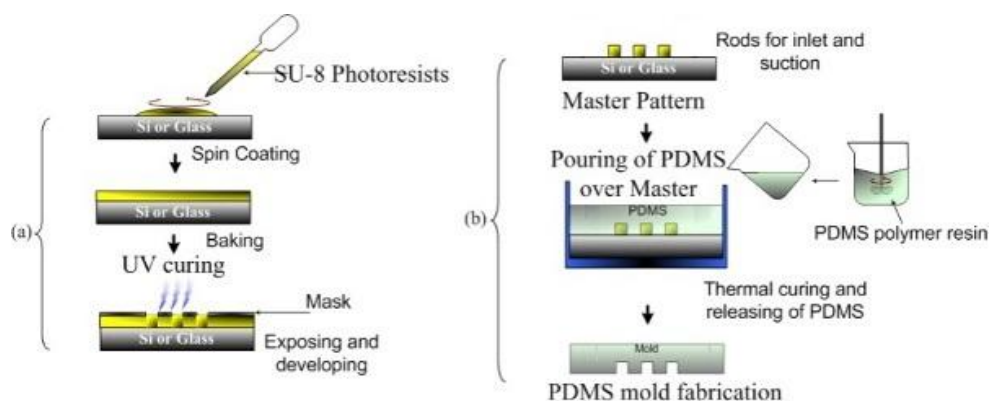 (a)
SU-8 Photoresists
Si or Glass
Spin Coating
Si or Glass
Baking
UV curing
Mask
Si or Glass
Exposing and
developing
(b)
Rods for inlet and
suction
Si or Glass
Master Pattern
Pouring of PDMS
over Master
PDMS
PDMS polymer resin
Thermal curing and
releasing of PDMS
Mold
PDMS mold fabrication